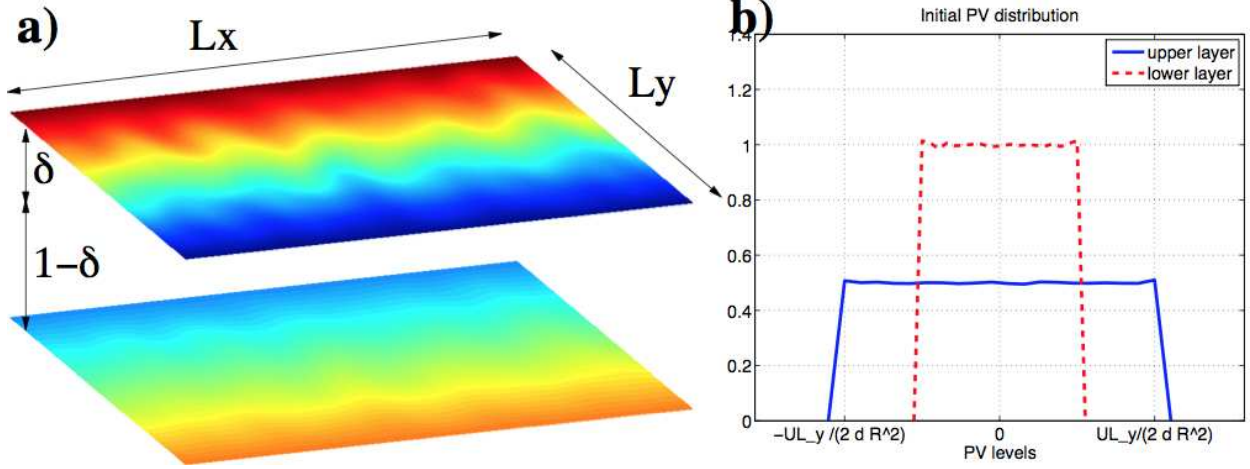 a)
Lx
Ly
δ
1−δ
b)
Initial PV distribution
upper layer
lower layer
1.4
1.2
1
0.8
0.6
0.4
0.2
0
−UL_y /(2 d R^2)
0
UL_y/(2 d R^2)
PV levels